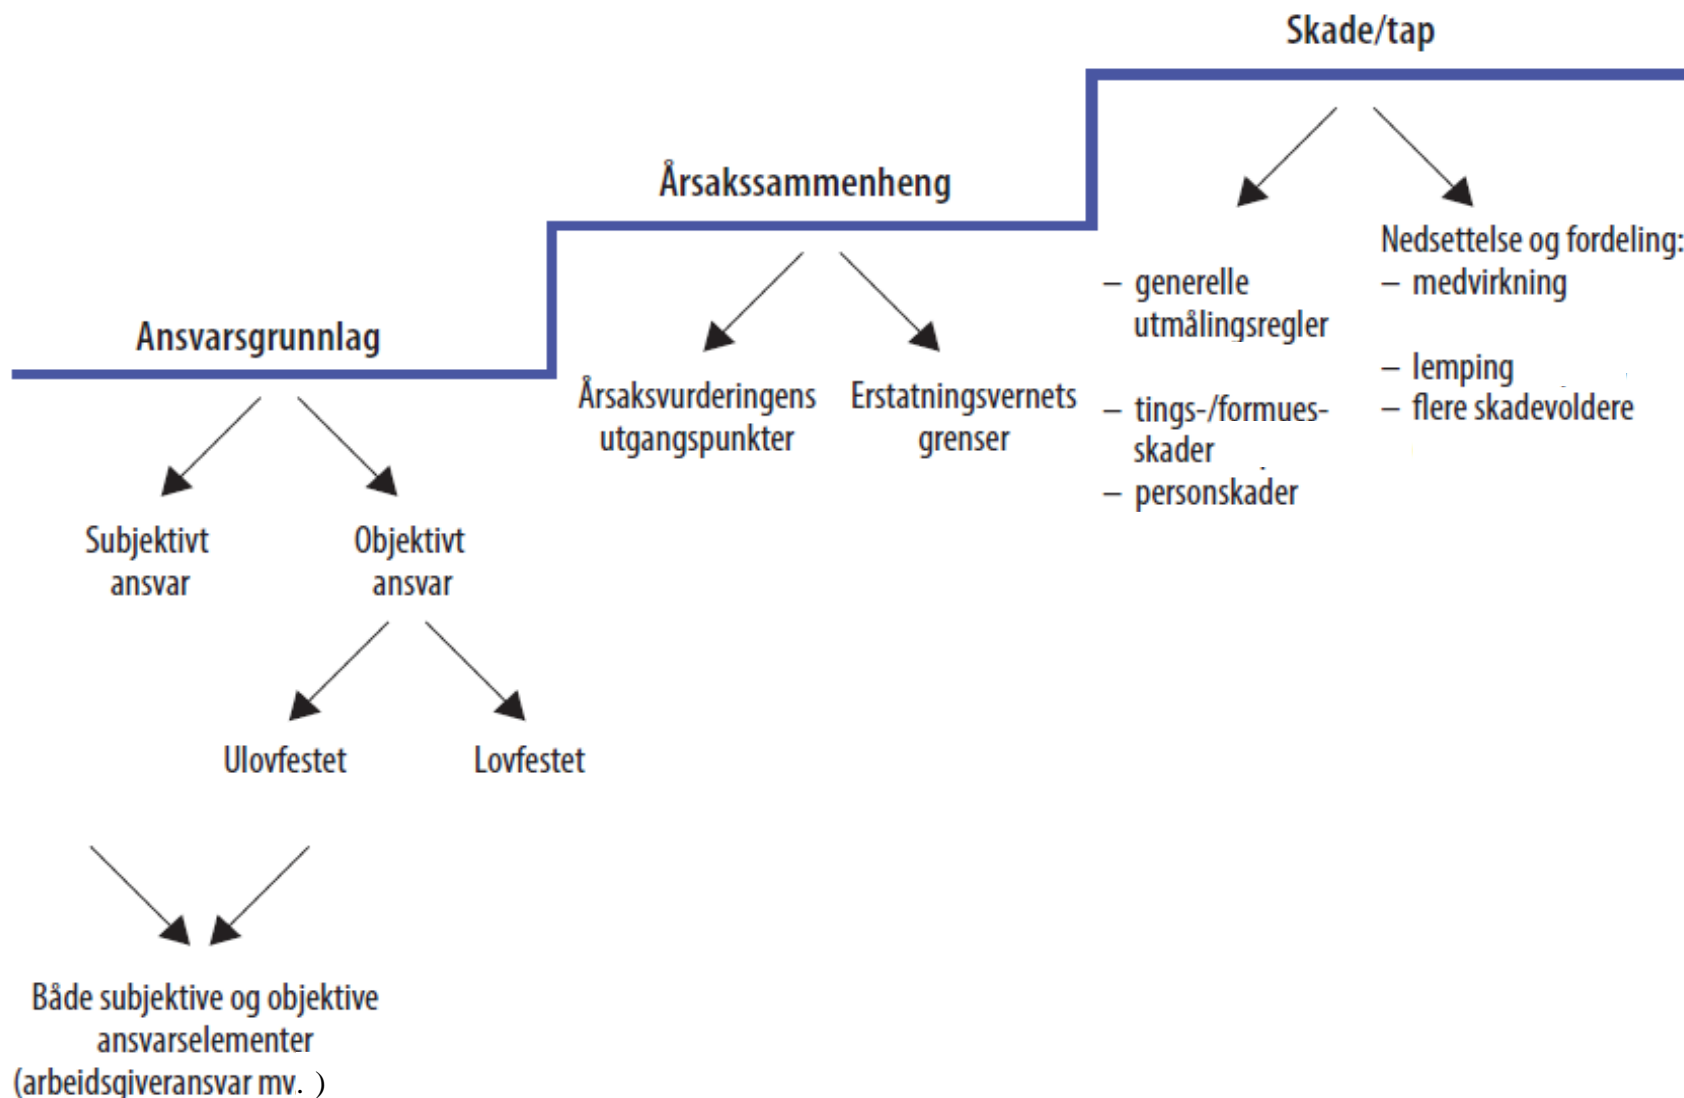 Skade/tap
Årsakssammenheng
Ansvarsgrunnlag
Nedsettelse og fordeling:
– medvirkning
– lemping
– flere skadevoldere
– generelle
utmålingsregler
– tings-/formues-
skader
– personskader
Årsaksvurderingens
utgangspunkter
Erstatningsvernets
grenser
Subjektivt
ansvar
Objektivt
ansvar
Ulovfestet
Lovfestet
Både subjektive og objektive
ansvarselementer
(arbeidsgiveransvar mv. )